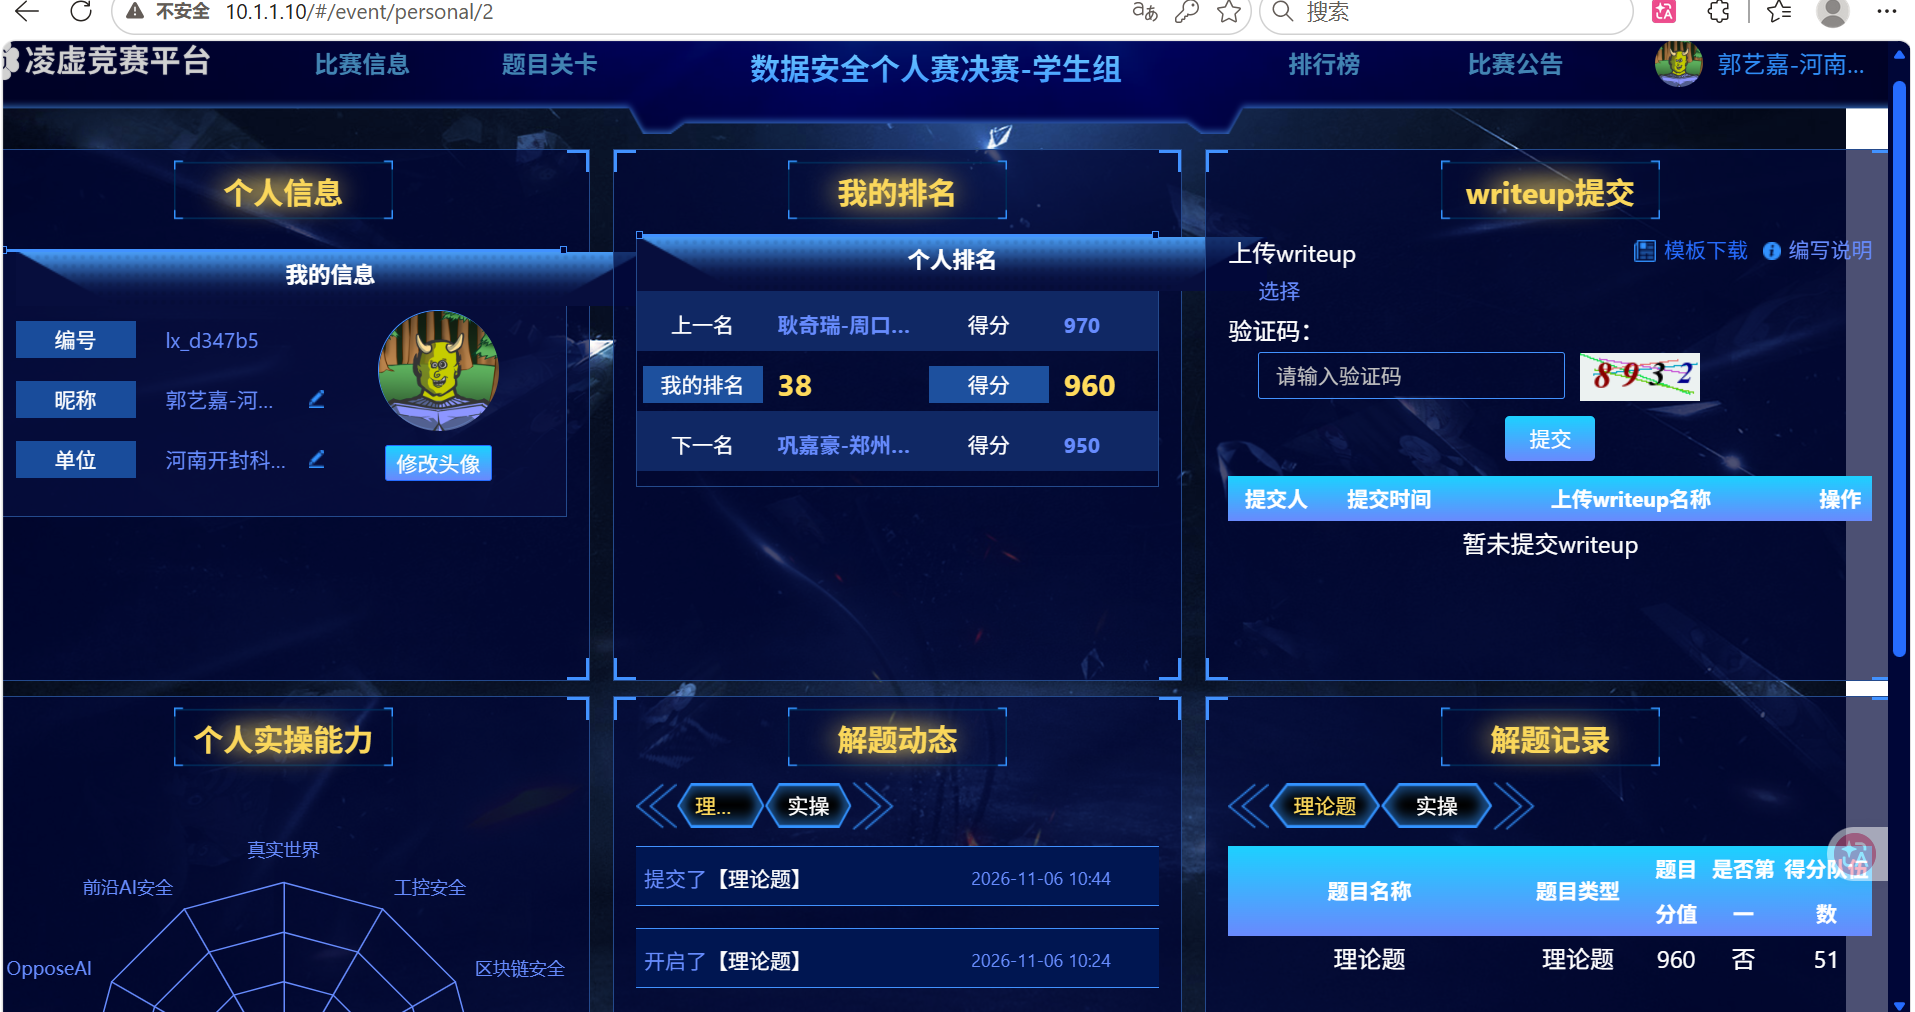 不安全 10.1.1.10/#/event/personal/2
搜索
凌虚竞赛平台
比赛信息
题目关卡
数据安全个人赛决赛-学生组
排行榜
比赛公告
郭艺嘉-河南...
个人信息
我的信息
编号 lx_d347b5
昵称 郭艺嘉-河...
单位 河南开封科...
修改头像
我的排名
个人排名
上一名 耿奇瑞-周口... 得分 970
我的排名 38 得分 960
下一名 巩嘉豪-郑州... 得分 950
writeup提交
上传writeup
模板下载 编写说明
选择
验证码：
请输入验证码
8932
提交
提交人 提交时间 上传writeup名称 操作
暂未提交writeup
个人实操能力
真实世界
前沿AI安全
工控安全
OpposeAI
区块链安全
解题动态
理... 实操
提交了【理论题】 2026-11-06 10:44
开启了【理论题】 2026-11-06 10:24
解题记录
理论题 实操
题目名称 题目类型 题目分值 是否第一 得分队伍数
理论题 理论题 960 否 51